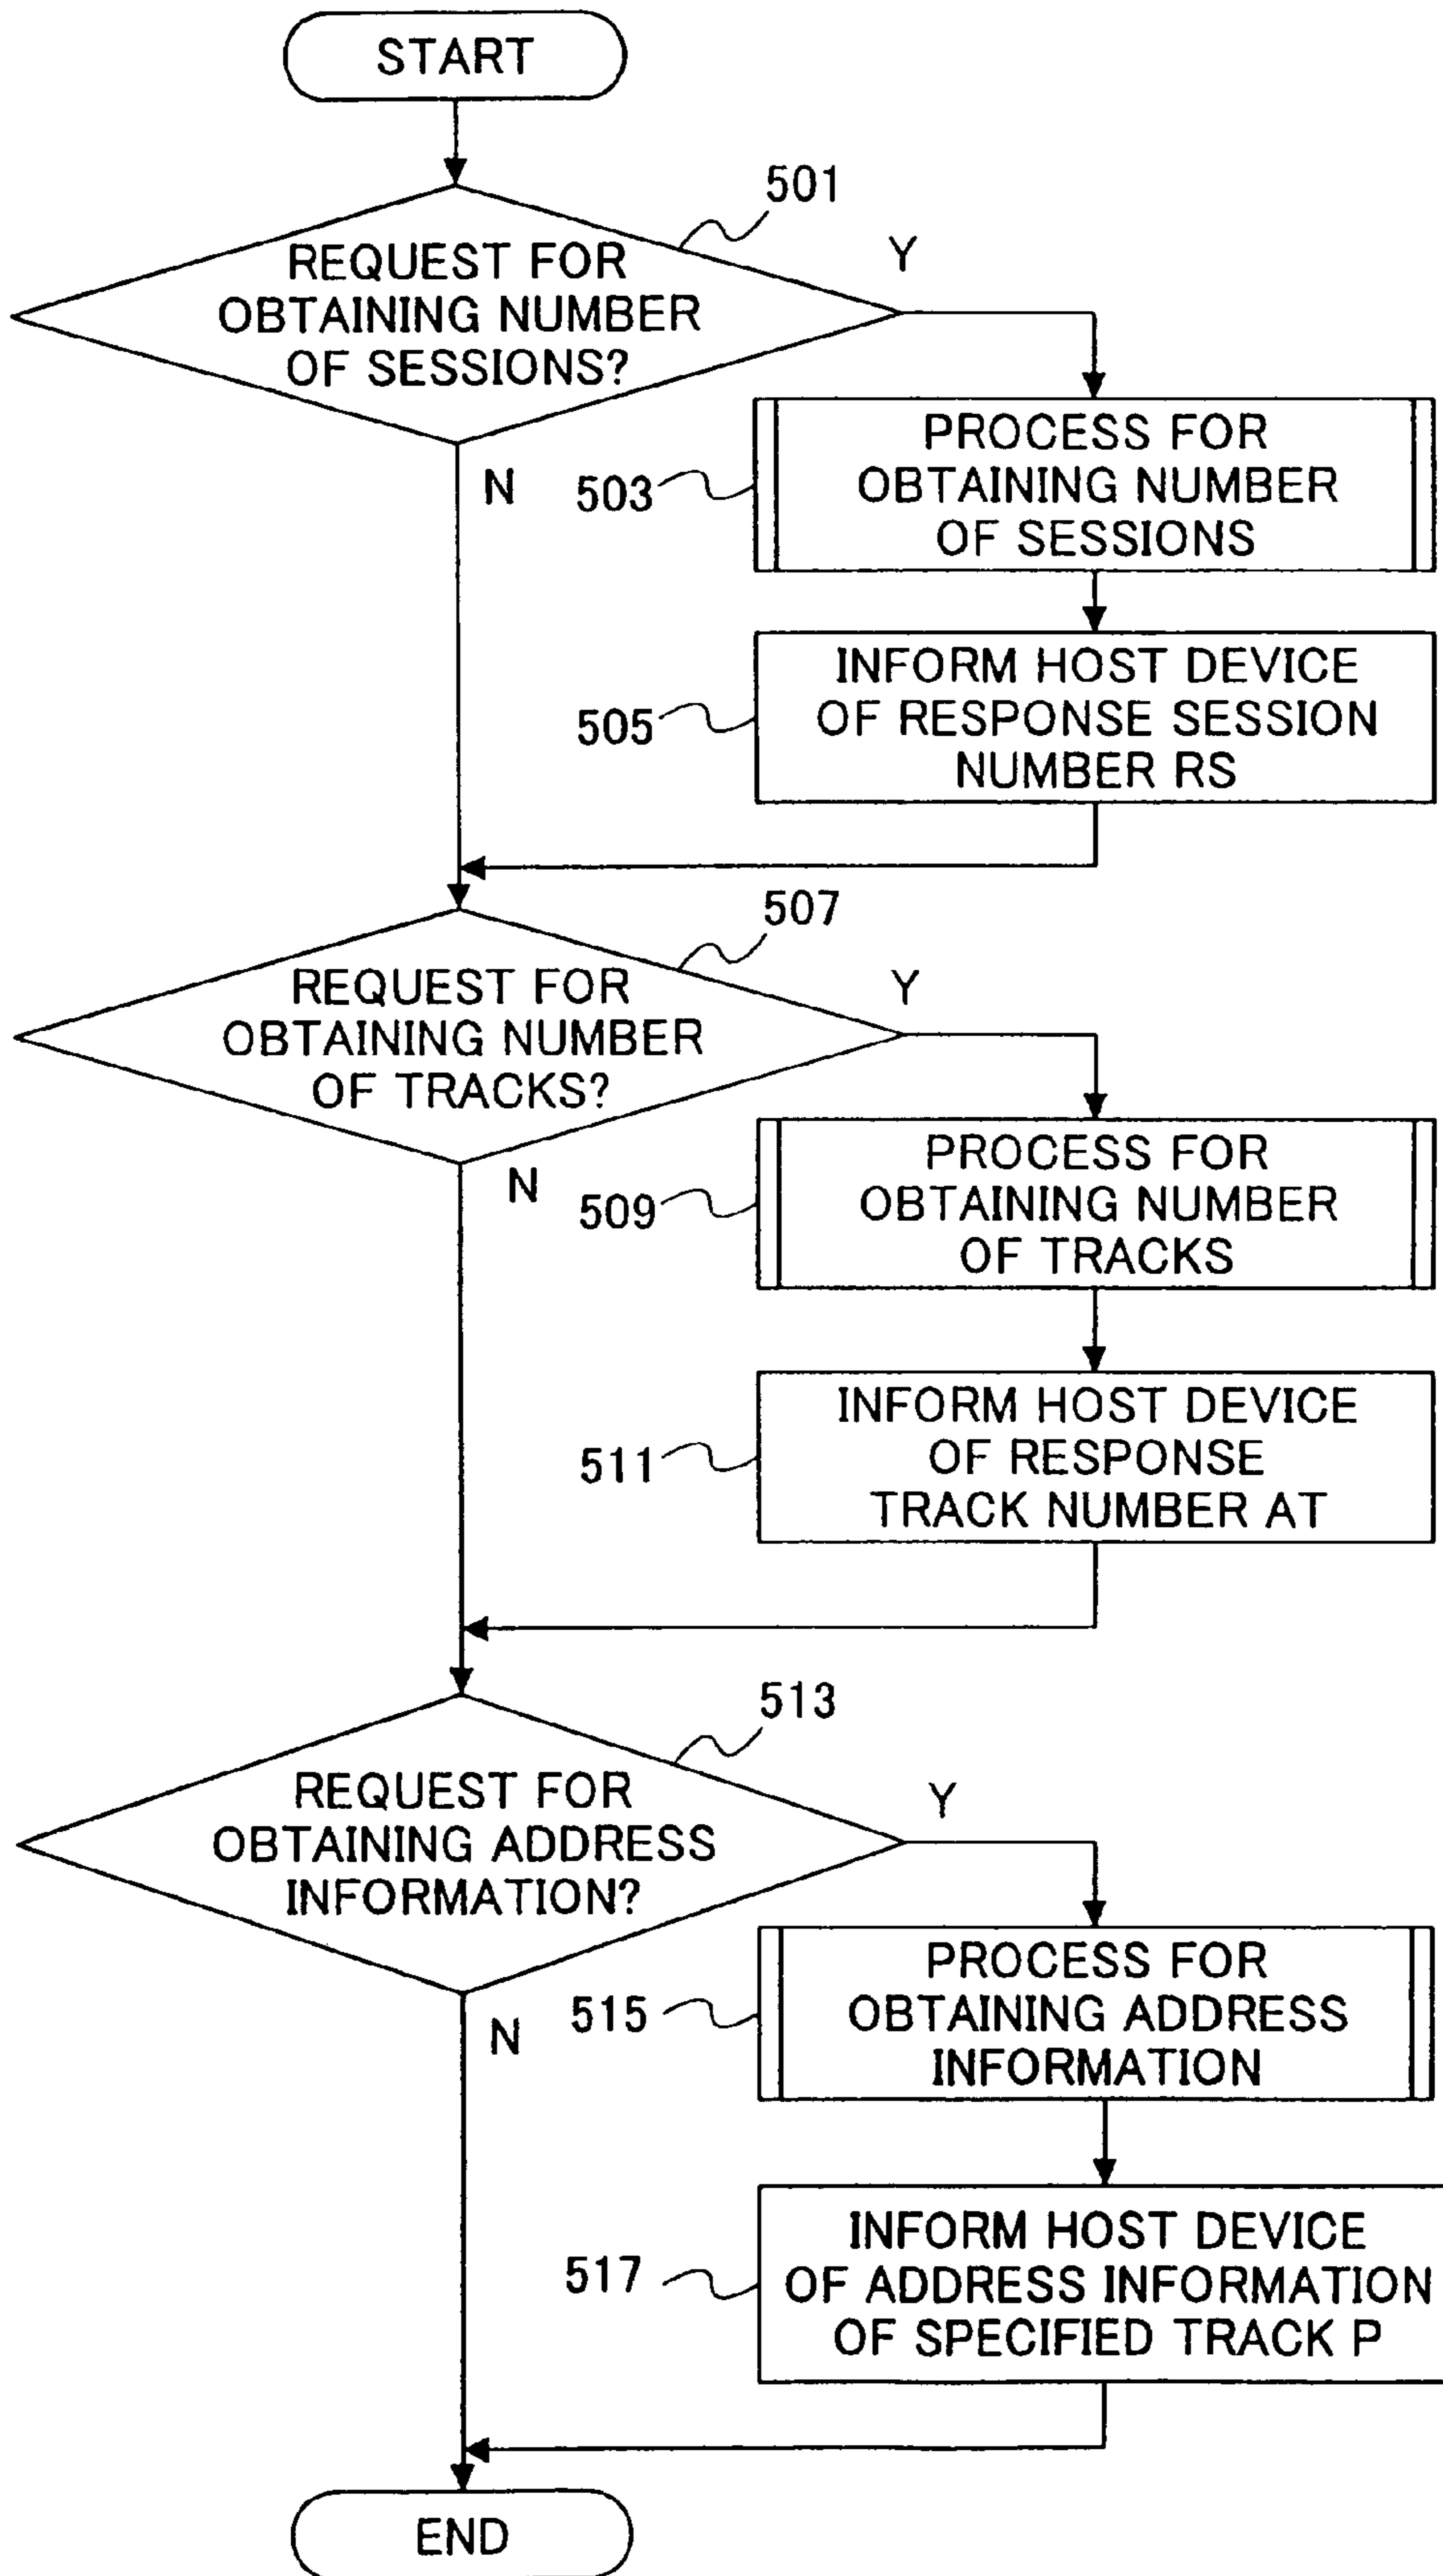 START
501
REQUEST FOR
OBTAINING NUMBER
OF SESSIONS?
Y
N
503
PROCESS FOR
OBTAINING NUMBER
OF SESSIONS
505
INFORM HOST DEVICE
OF RESPONSE SESSION
NUMBER RS
507
REQUEST FOR
OBTAINING NUMBER
OF TRACKS?
Y
N
509
PROCESS FOR
OBTAINING NUMBER
OF TRACKS
511
INFORM HOST DEVICE
OF RESPONSE
TRACK NUMBER AT
513
REQUEST FOR
OBTAINING ADDRESS
INFORMATION?
Y
N
515
PROCESS FOR
OBTAINING ADDRESS
INFORMATION
517
INFORM HOST DEVICE
OF ADDRESS INFORMATION
OF SPECIFIED TRACK P
END